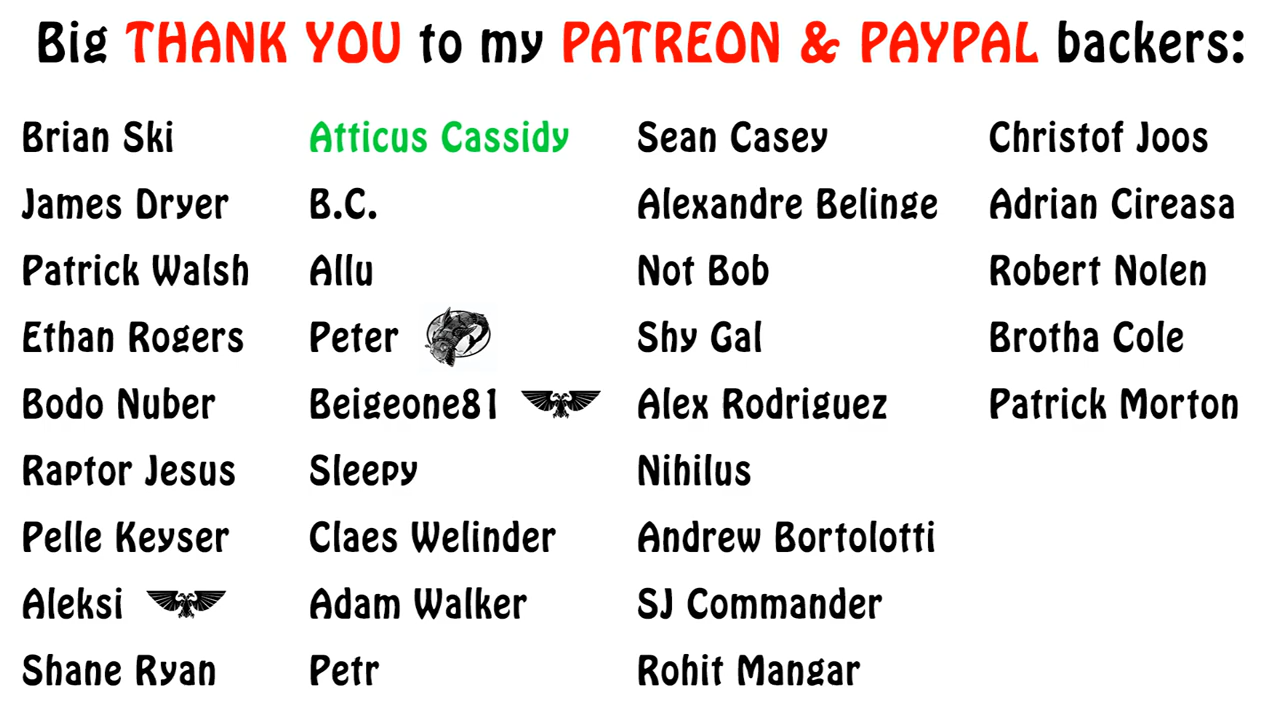 Big THANK YOU to my PATREON & PAYPAL backers:
Brian Ski
James Dryer
Patrick Walsh
Ethan Rogers
Bodo Nuber
Raptor Jesus
Pelle Keyser
Aleksi
Shane Ryan
Atticus Cassidy
B.C.
Allu
Peter
Beigeone81
Sleepy
Claes Welinder
Adam Walker
Petr
Sean Casey
Alexandre Belinge
Not Bob
Shy Gal
Alex Rodriguez
Nihilus
Andrew Bortolotti
SJ Commander
Rohit Mangar
Christof Joos
Adrian Cireasa
Robert Nolen
Brotha Cole
Patrick Morton